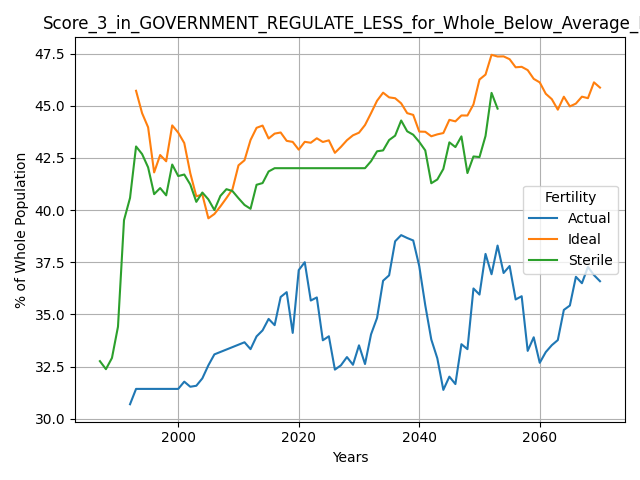 Score_3_in_GOVERNMENT_REGULATE_LESS_for_Whole_Below_Average_
% of Whole Population
47.5
45.0
42.5
40.0
37.5
35.0
32.5
30.0
Fertility
Actual
Ideal
Sterile
2000
2020
2040
2060
Years